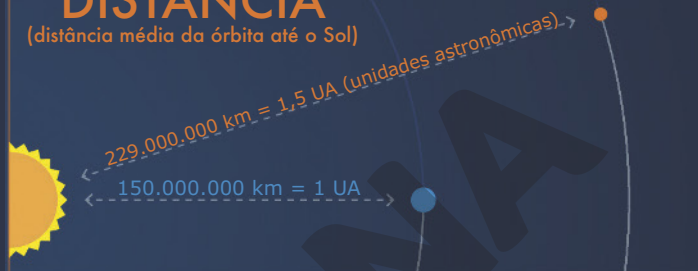 DISTÂNCIA
(distância média da órbita até o Sol)
229.000.000 km = 1,5 UA (unidades astronômicas)
150.000.000 km = 1 UA
NA